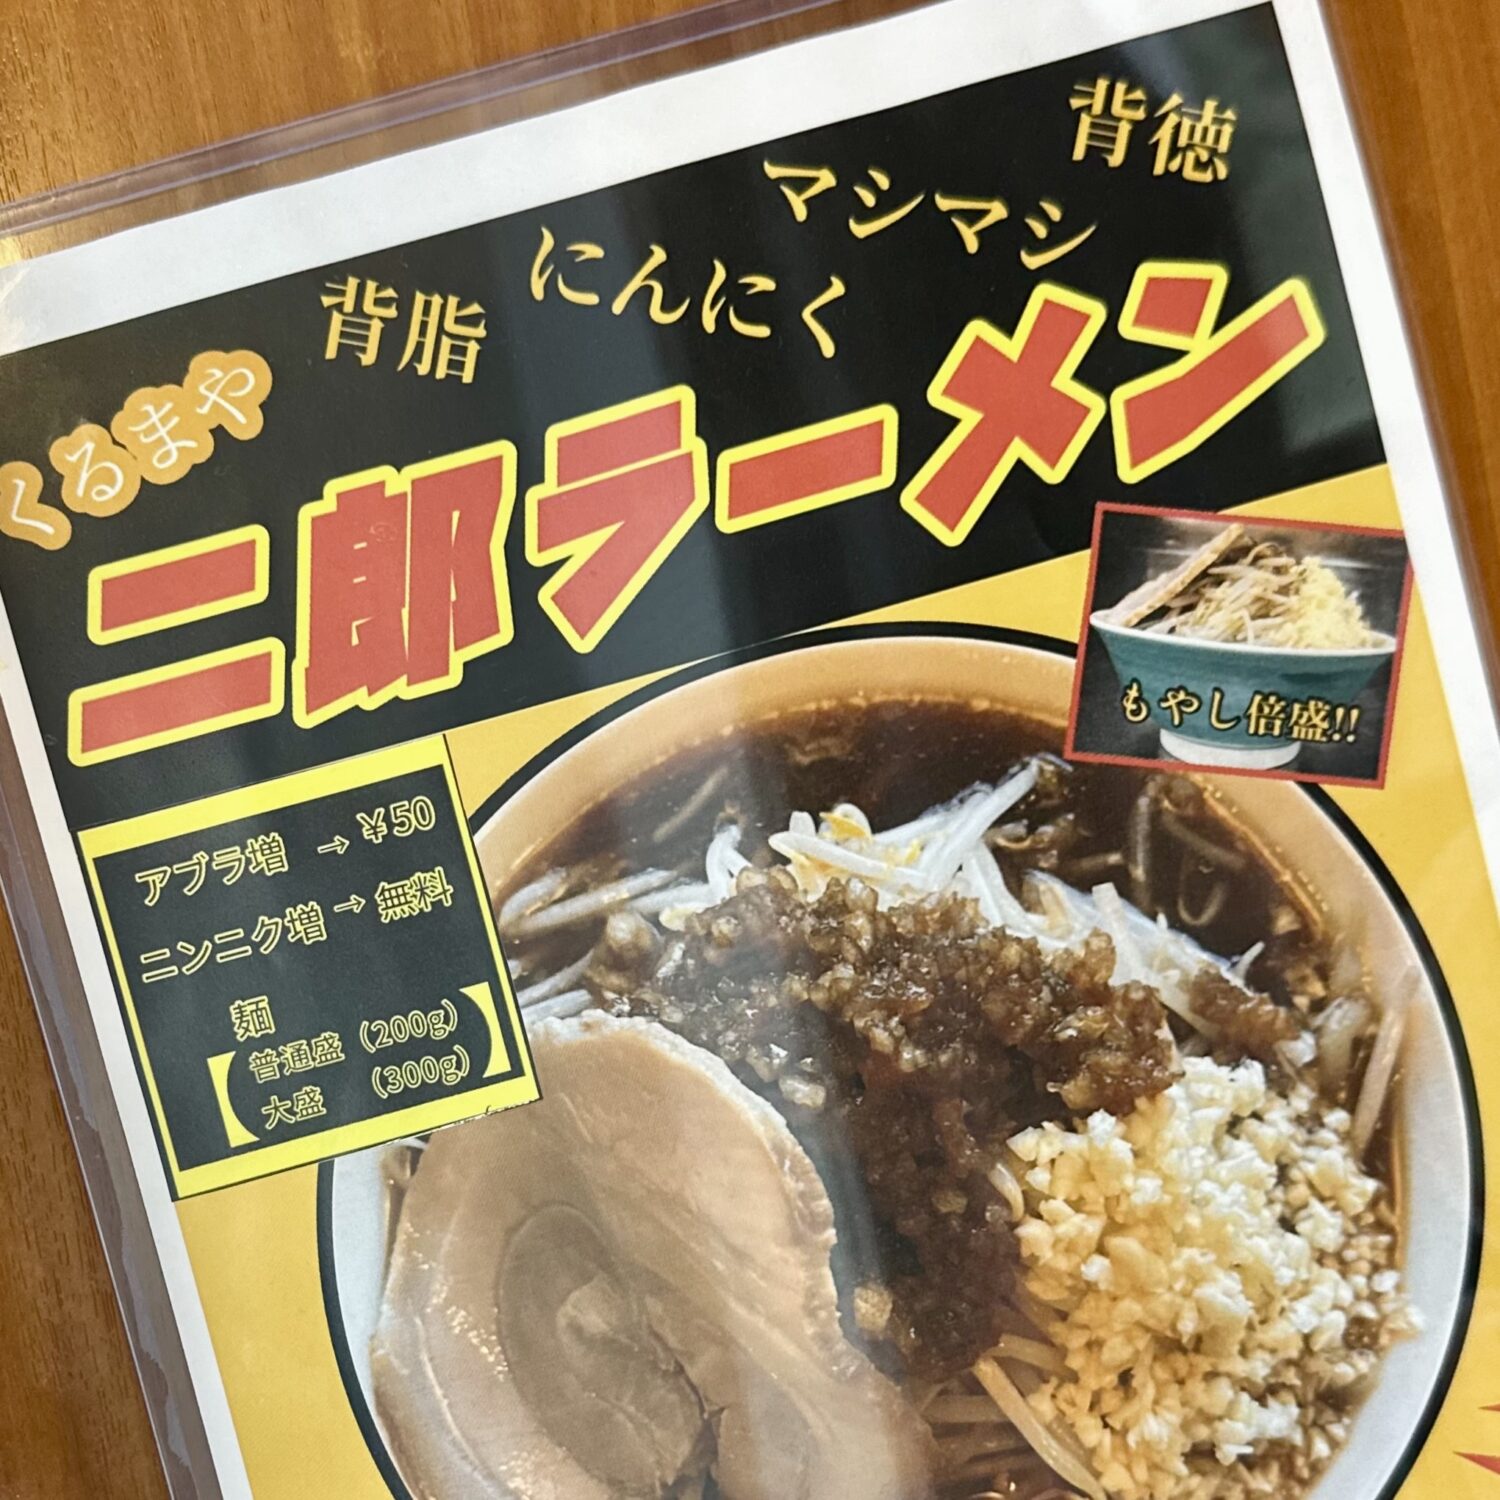 背徳
マシマシ
にんにく
背脂
くるまや
二郎ラーメン
もやし倍盛!!
アブラ増 → ¥50
ニンニク増 → 無料
麺
【普通盛 (200g)
大盛 (300g)】